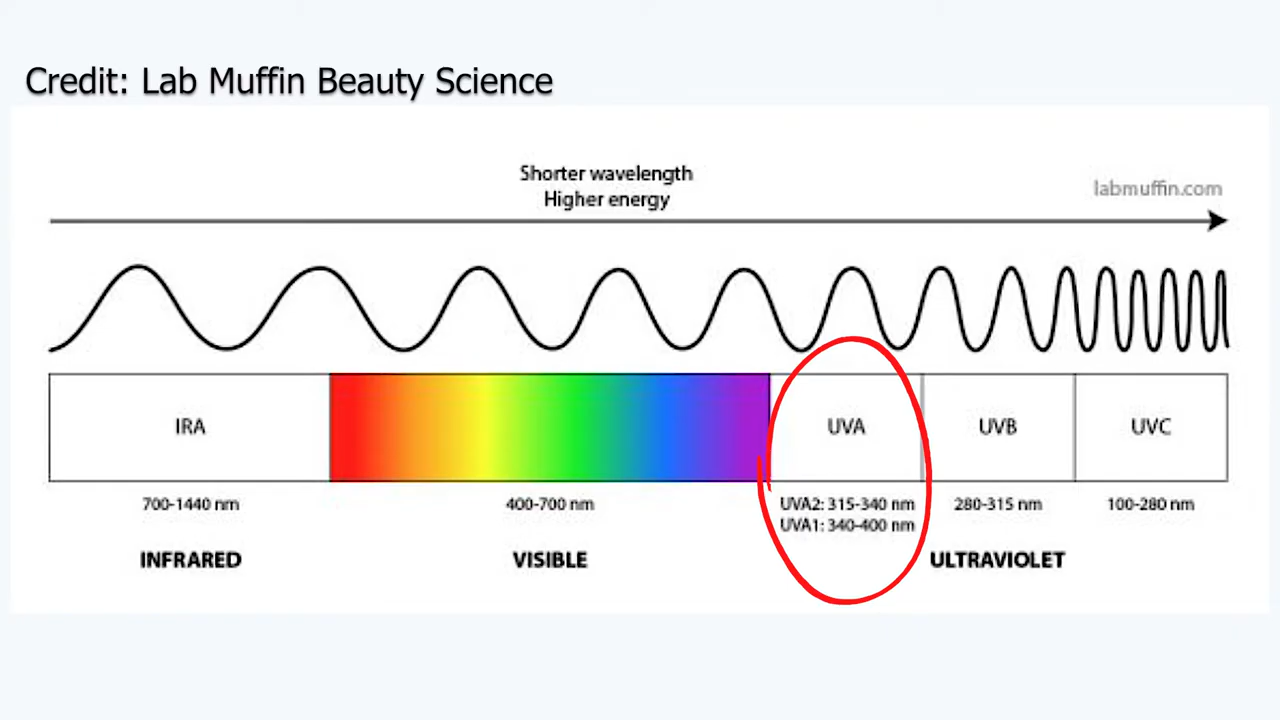 Credit: Lab Muffin Beauty Science
Shorter wavelength
Higher energy
labmuffin.com
IRA
UVA
UVB
UVC
700-1440 nm
400-700 nm
UVA2: 315-340 nm
UVA1: 340-400 nm
280-315 nm
100-280 nm
INFRARED
VISIBLE
ULTRAVIOLET